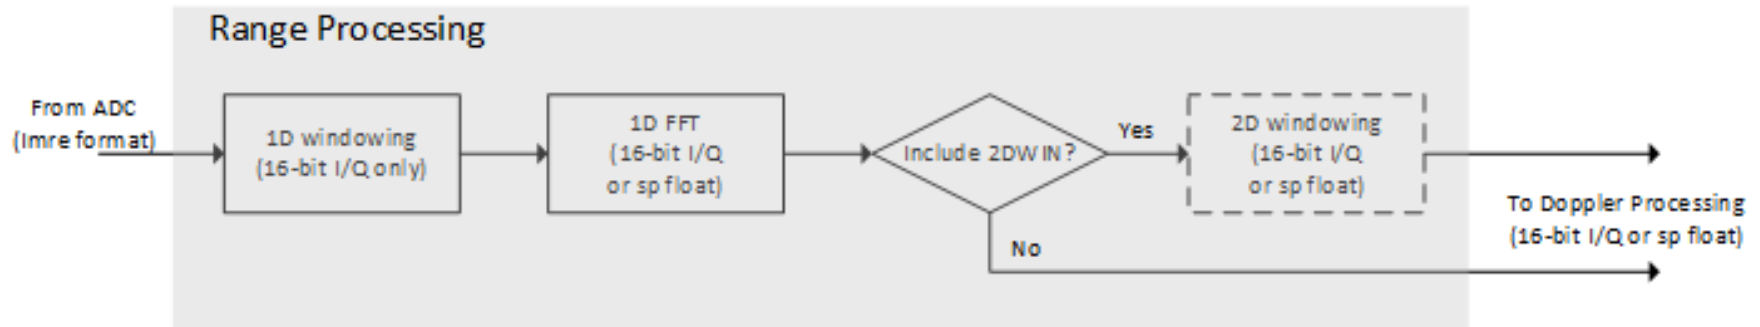 Range Processing
From ADC
(Imre format)
1D windowing
(16-bit I/Q only)
1D FFT
(16-bit I/Q
or sp float)
Include 2DWIN?
Yes
No
2D windowing
(16-bit I/Q
or sp float)
To Doppler Processing
(16-bit I/Q or sp float)